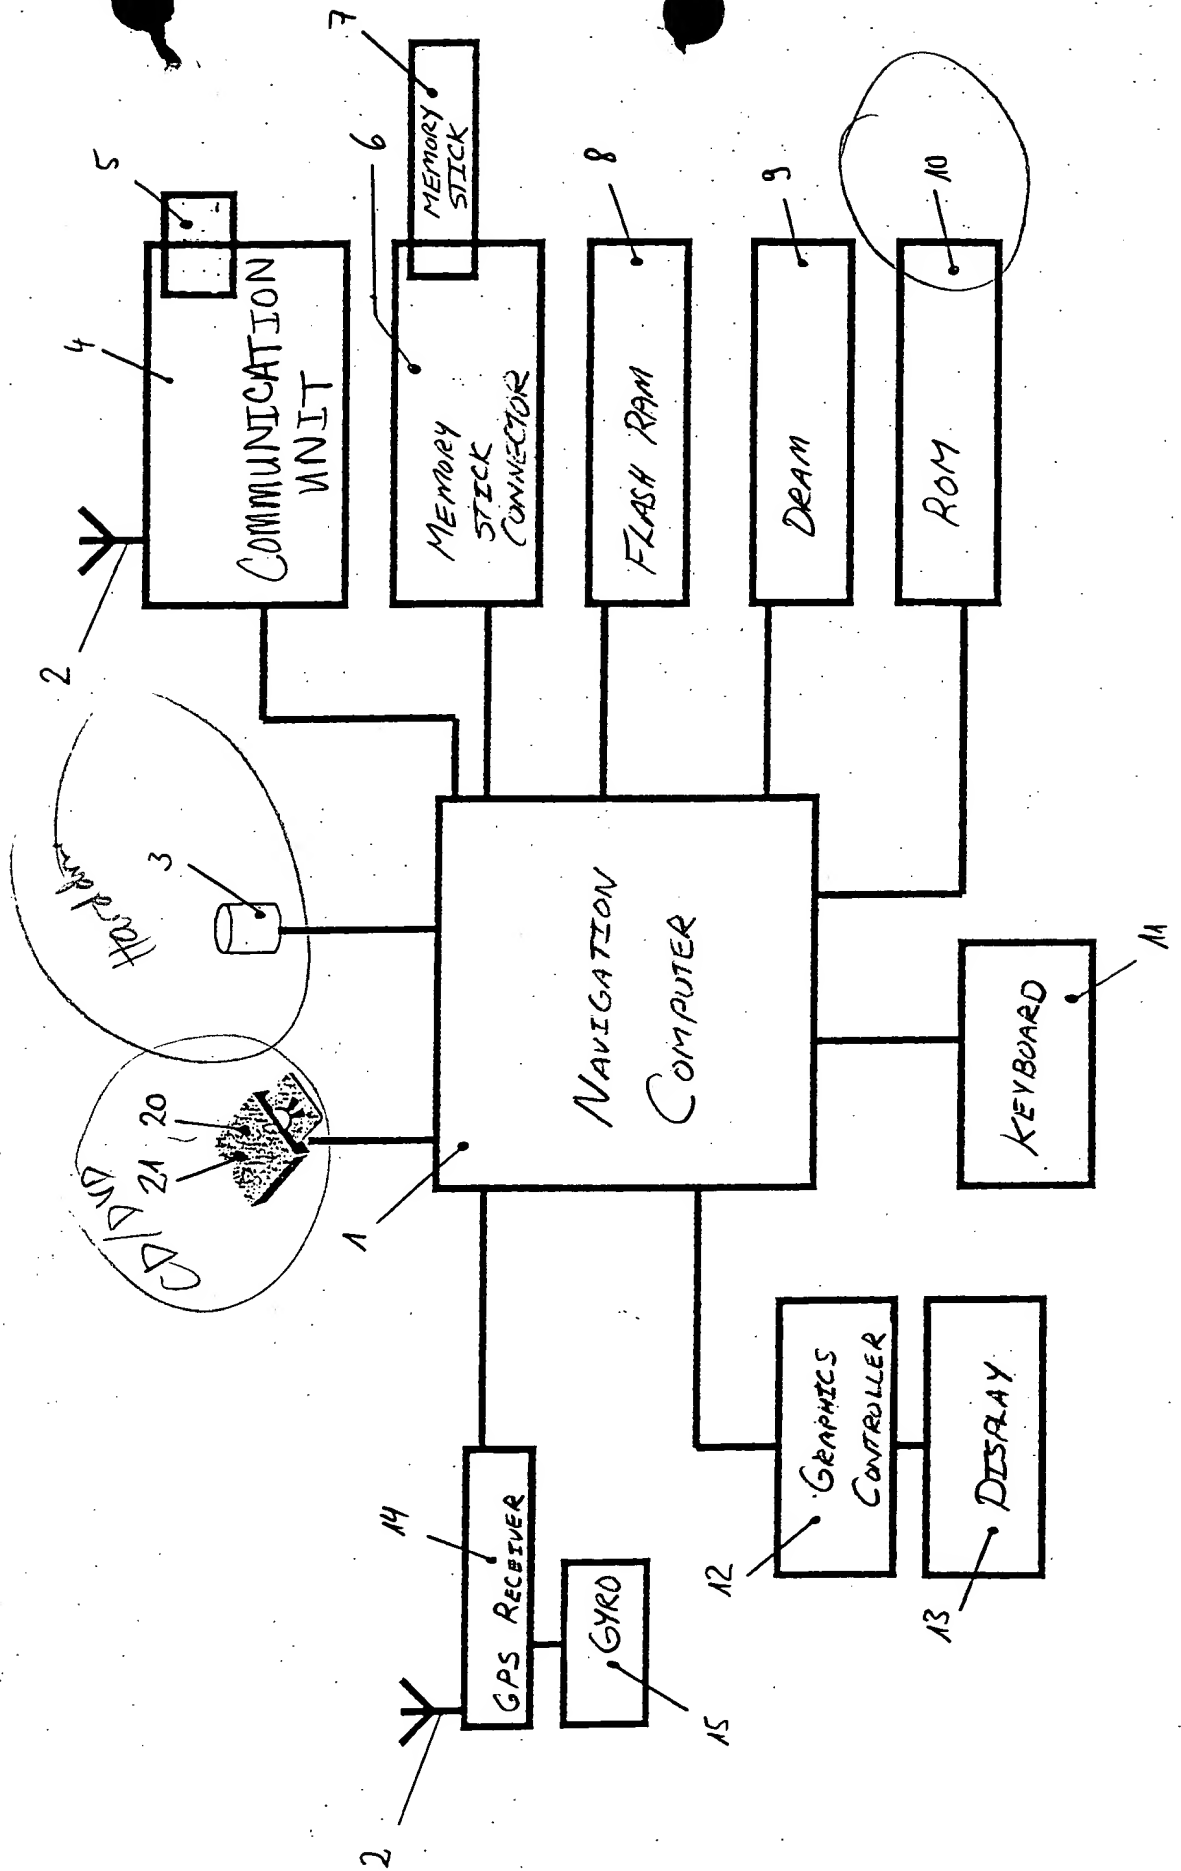 CD/DVD
21
20
3
2
4
5
COMMUNICATION
UNIT
6
7
MEMORY
STICK
MEMORY
STICK
CONNECTOR
8
FLASH RAM
9
DRAM
10
ROM
1
NAVIGATION
COMPUTER
2
14
GPS RECEIVER
GYRO
15
12
GRAPHICS
CONTROLLER
13
DISPLAY
KEYBOARD
11